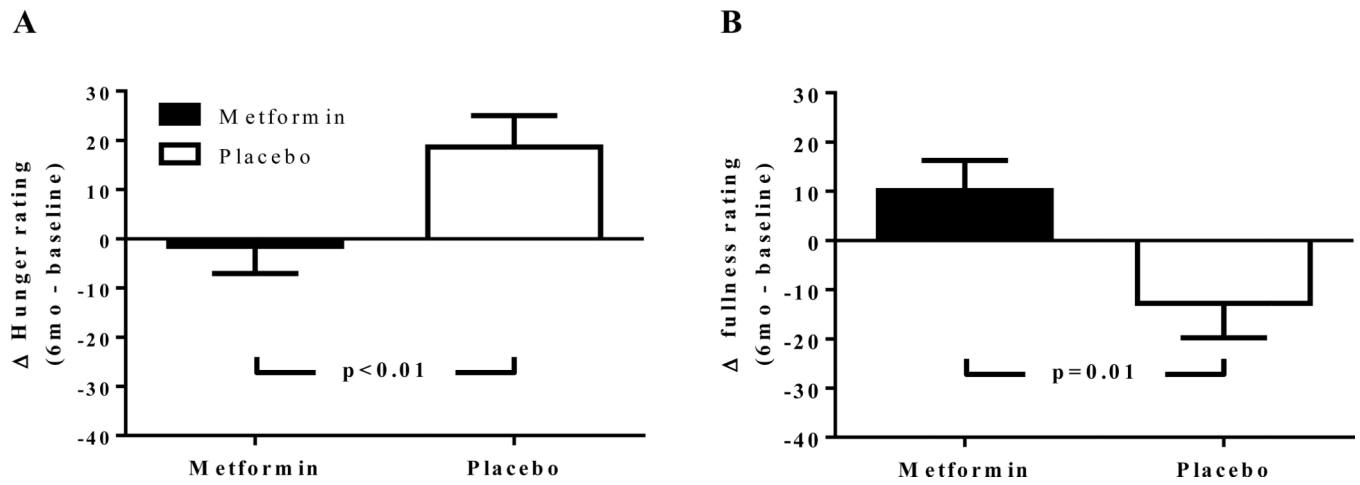 A
Δ Hunger rating
(6mo - baseline)
30
20
10
0
-10
-20
-30
-40
Metformin
Placebo
p<0.01
Metformin
Placebo
B
Δ fullness rating
(6mo - baseline)
30
20
10
0
-10
-20
-30
-40
p=0.01
Metformin
Placebo